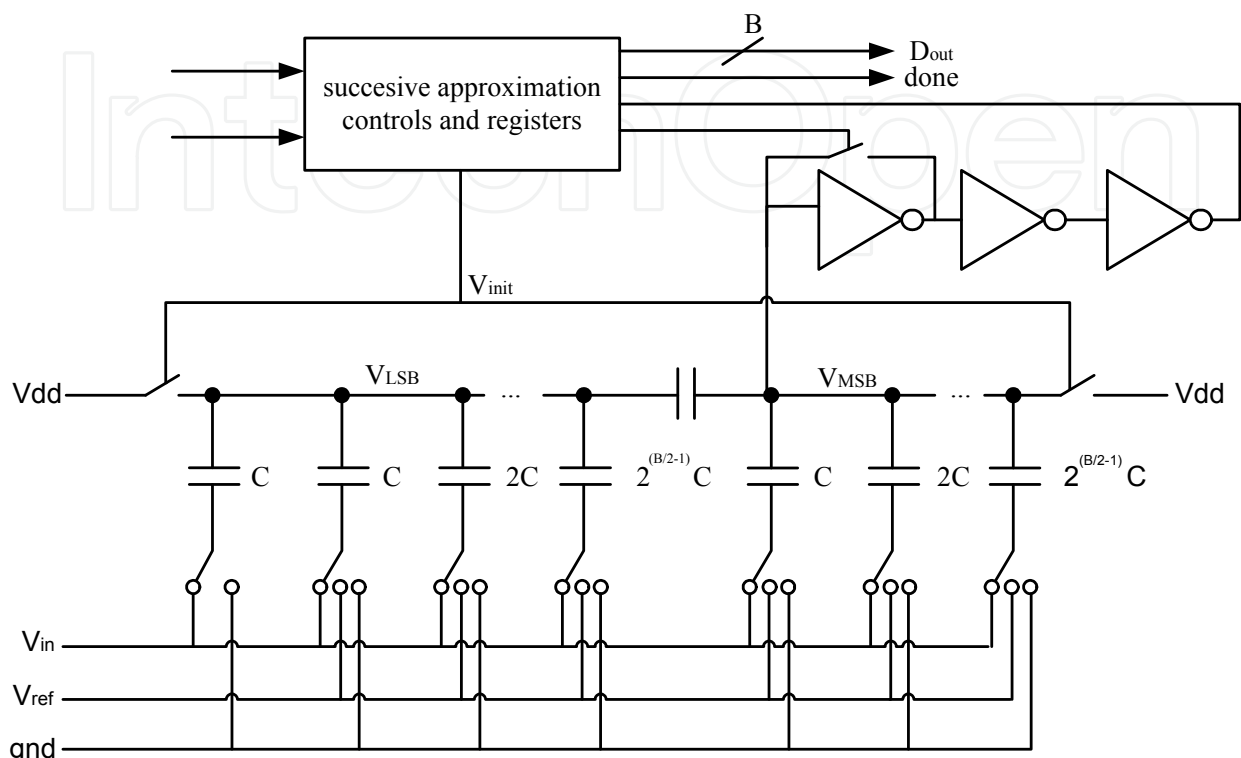 IntechOpen
B
Dout
done
succesive approximation
controls and registers
Vinit
Vdd
VLSB
...
VMSB
...
Vdd
C
C
2C
2^(B/2-1) C
C
2C
2^(B/2-1) C
Vin
Vref
gnd